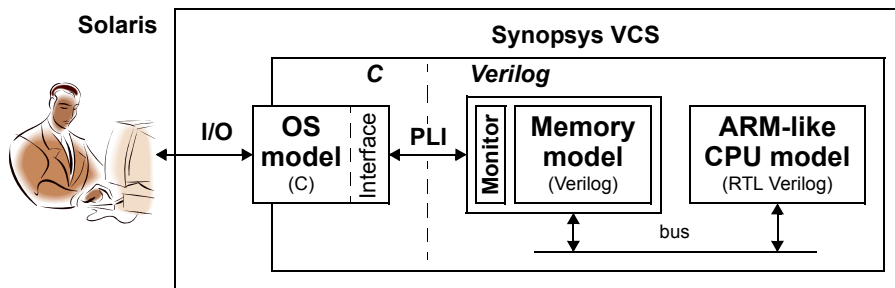 Solaris
Synopsys VCS
C
Verilog
I/O
OS
model
(C)
Interface
PLI
Monitor
Memory
model
(Verilog)
ARM-like
CPU model
(RTL Verilog)
bus